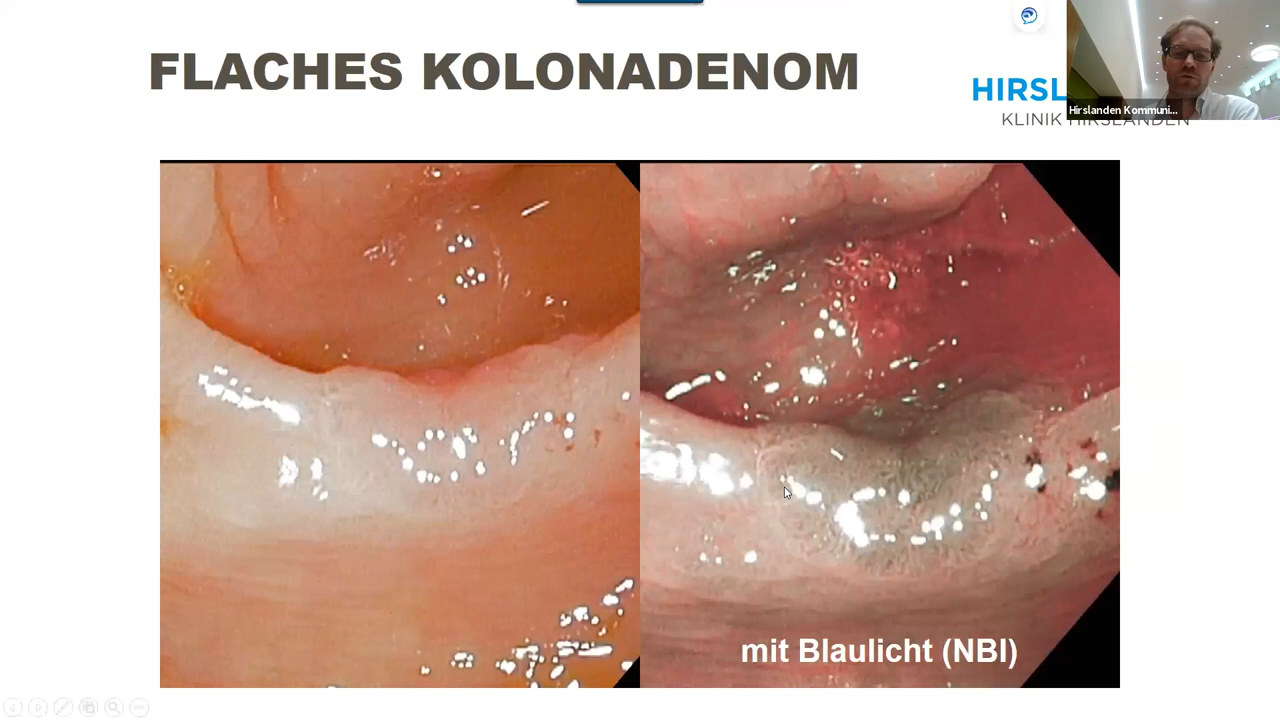 FLACHES KOLONADENOM
HIRSL
KLINIK HIRSLANDEN
Hirslanden Kommuni...
mit Blaulicht (NBI)